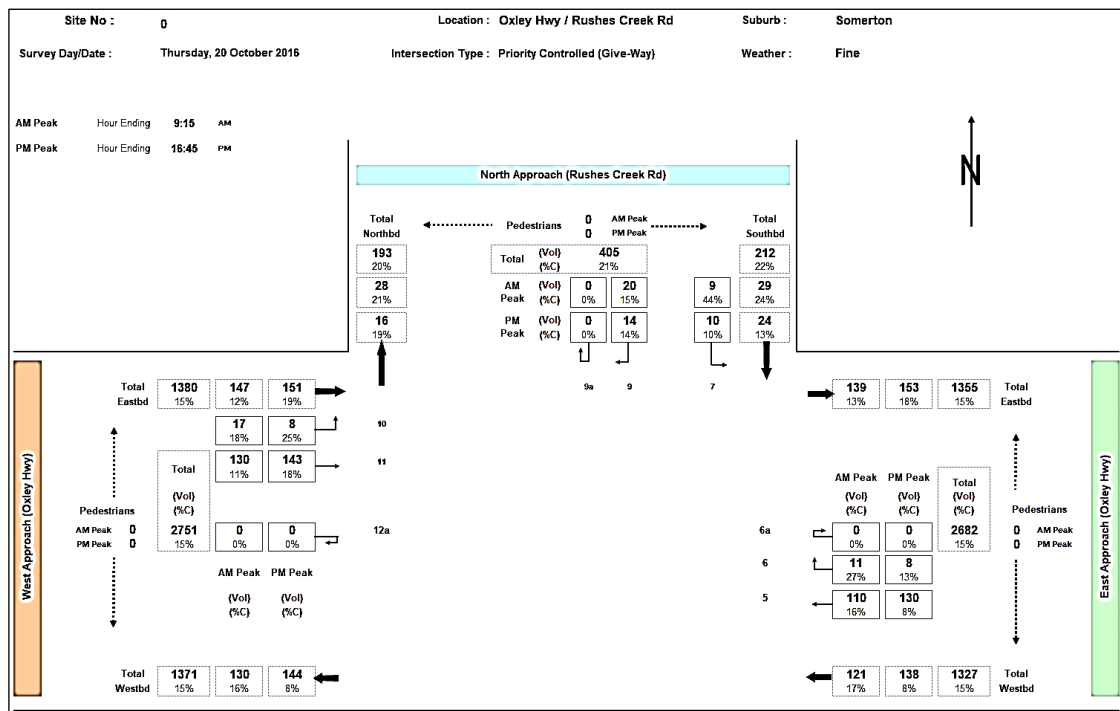 Site No : 0 Location : Oxley Hwy / Rushes Creek Rd Suburb : Somerton
Survey Day/Date : Thursday, 20 October 2016 Intersection Type : Priority Controlled (Give-Way) Weather : Fine
AM Peak Hour Ending 9:15 AM
PM Peak Hour Ending 16:45 PM
N
North Approach (Rushes Creek Rd)
Total Northbd
193
20%
28
21%
16
19%
Pedestrians 0 AM Peak
0 PM Peak
Total (Vol) 405
(%C) 21%
AM Peak (Vol) 0 20 9
(%C) 0% 15% 44%
PM Peak (Vol) 0 14 10
(%C) 0% 14% 10%
9a 9 7
Total Southbd
212
22%
29
24%
24
13%
West Approach (Oxley Hwy)
Total Eastbd
1380 147 151
15% 12% 19%
17 8 10
18% 25%
130 143 11
11% 18%
Total
(Vol)
(%C)
2751
15%
0 0 12a
0% 0%
Pedestrians
AM Peak 0
PM Peak 0
AM Peak PM Peak
(Vol) (Vol)
(%C) (%C)
Total Westbd
1371 130 144
15% 16% 8%
139 153 1355
13% 18% 15%
Total Eastbd
AM Peak PM Peak Total
(Vol) (Vol) (Vol)
(%C) (%C) (%C)
6a 0 0 2682
0% 0% 15%
6 11 8
27% 13%
5 110 130
16% 8%
Pedestrians
0 AM Peak
0 PM Peak
121 138 1327
17% 8% 15%
Total Westbd
East Approach (Oxley Hwy)